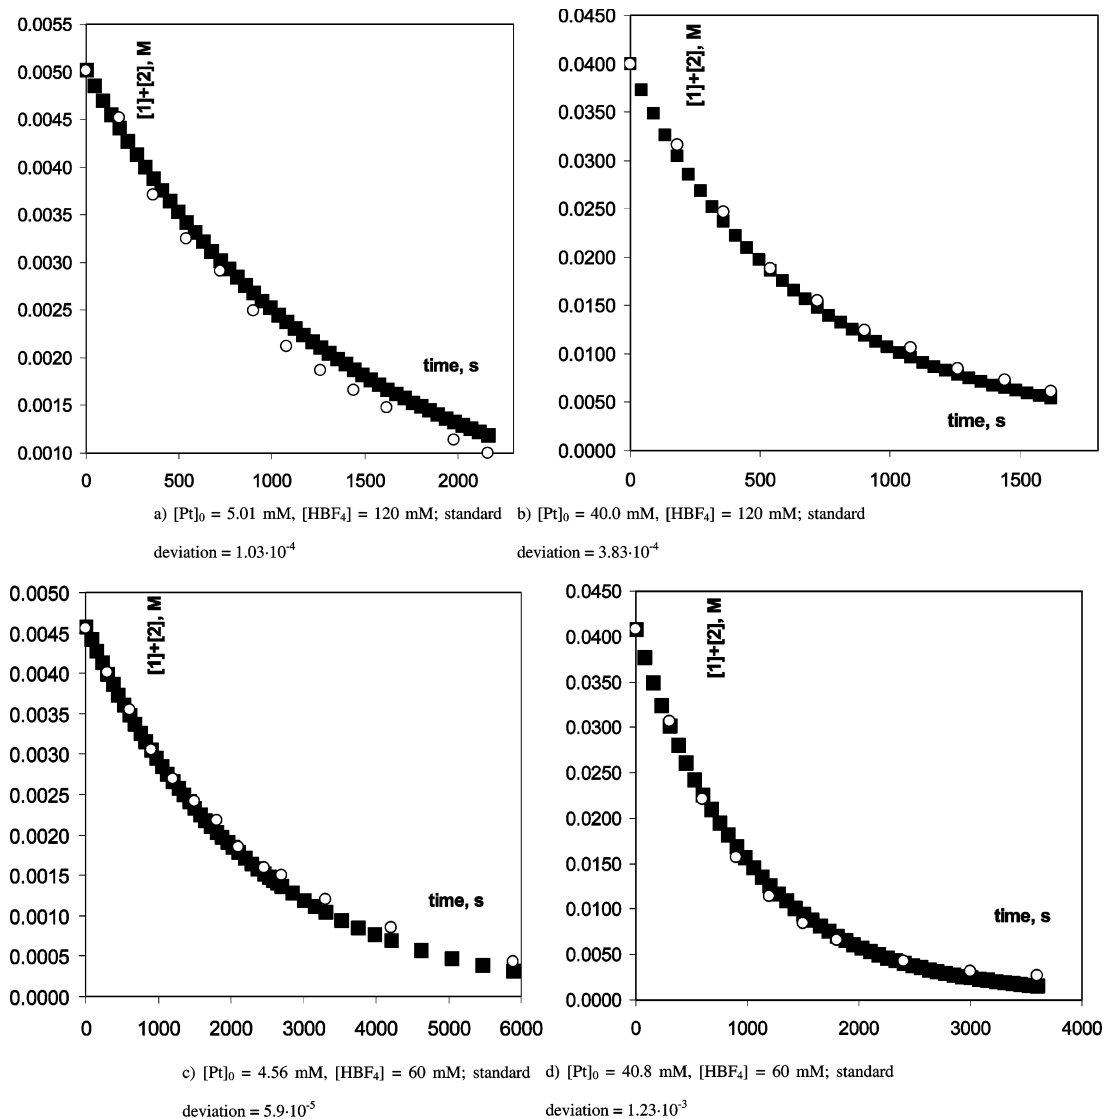 0.0055
0.0050
0.0045
0.0040
0.0035
0.0030
0.0025
0.0020
0.0015
0.0010
[1]+[2], M
time, s
0 500 1000 1500 2000
0.0450
0.0400
0.0350
0.0300
0.0250
0.0200
0.0150
0.0100
0.0050
0.0000
[1]+[2], M
time, s
0 500 1000 1500
a) [Pt]₀ = 5.01 mM, [HBF₄] = 120 mM; standard
deviation = 1.03·10⁻⁴
b) [Pt]₀ = 40.0 mM, [HBF₄] = 120 mM; standard
deviation = 3.83·10⁻⁴
0.0050
0.0045
0.0040
0.0035
0.0030
0.0025
0.0020
0.0015
0.0010
0.0005
0.0000
[1]+[2], M
time, s
0 1000 2000 3000 4000 5000 6000
0.0450
0.0400
0.0350
0.0300
0.0250
0.0200
0.0150
0.0100
0.0050
0.0000
[1]+[2], M
time, s
0 1000 2000 3000 4000
c) [Pt]₀ = 4.56 mM, [HBF₄] = 60 mM; standard
deviation = 5.9·10⁻⁵
d) [Pt]₀ = 40.8 mM, [HBF₄] = 60 mM; standard
deviation = 1.23·10⁻³